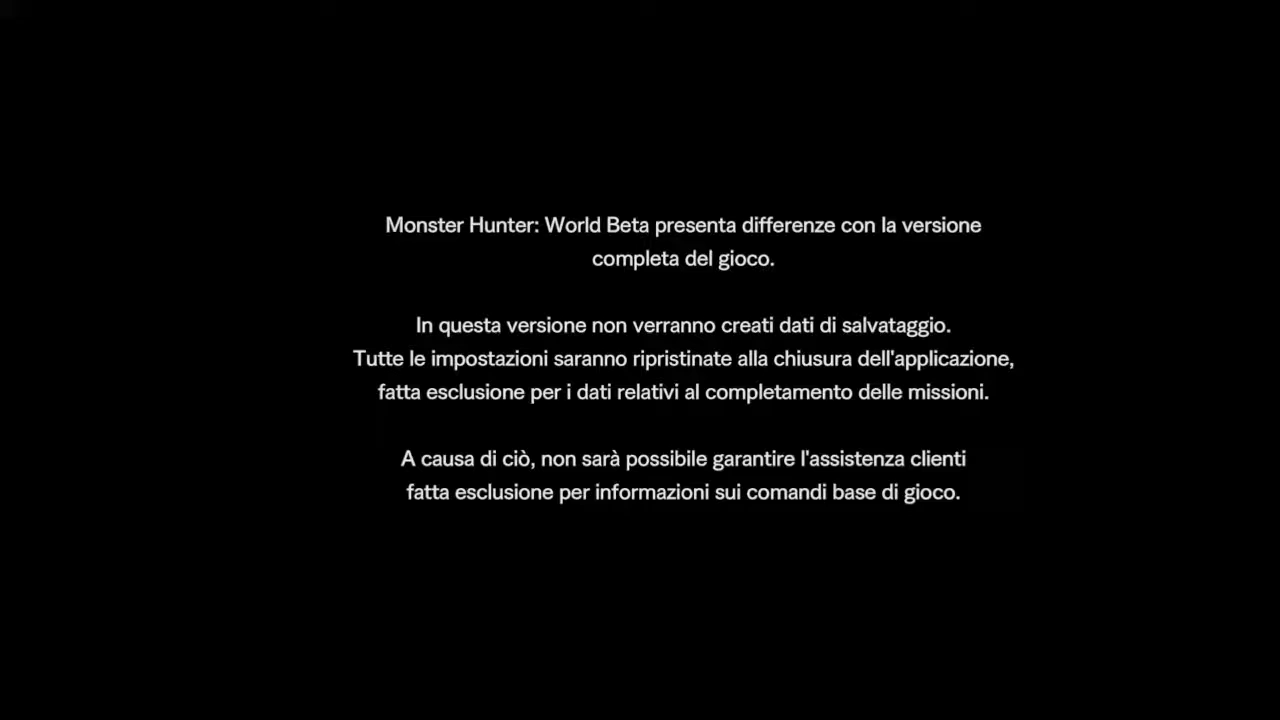 Monster Hunter: World Beta presenta differenze con la versione
completa del gioco.
In questa versione non verranno creati dati di salvataggio.
Tutte le impostazioni saranno ripristinate alla chiusura dell'applicazione,
fatta esclusione per i dati relativi al completamento delle missioni.
A causa di ciò, non sarà possibile garantire l'assistenza clienti
fatta esclusione per informazioni sui comandi base di gioco.